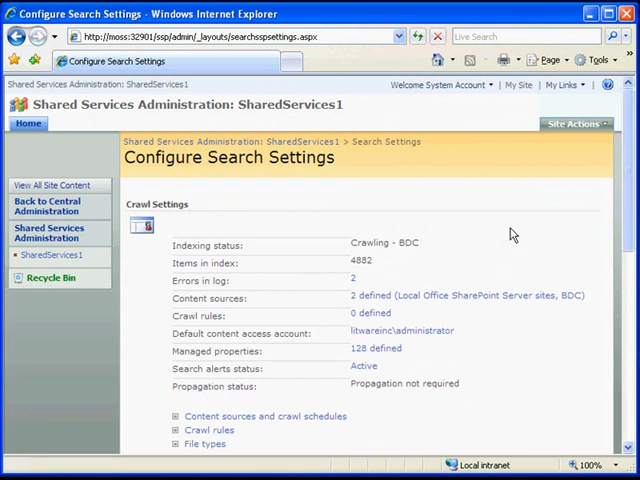 Configure Search Settings - Windows Internet Explorer
http://moss:32901/ssp/admin/_layouts/searchsspsettings.aspx
Live Search
Configure Search Settings
Page
Tools
Shared Services Administration: SharedServices1
Welcome System Account
My Site
My Links
Shared Services Administration: SharedServices1
Home
Site Actions
Shared Services Administration: SharedServices1 > Search Settings
Configure Search Settings
View All Site Content
Back to Central
Administration
Shared Services
Administration
SharedServices1
Recycle Bin
Crawl Settings
Indexing status: Crawling - BDC
Items in index: 4882
Errors in log: 2
Content sources: 2 defined (Local Office SharePoint Server sites, BDC)
Crawl rules: 0 defined
Default content access account: litwareinc\administrator
Managed properties: 128 defined
Search alerts status: Active
Propagation status: Propagation not required
Content sources and crawl schedules
Crawl rules
File types
Local intranet
100%